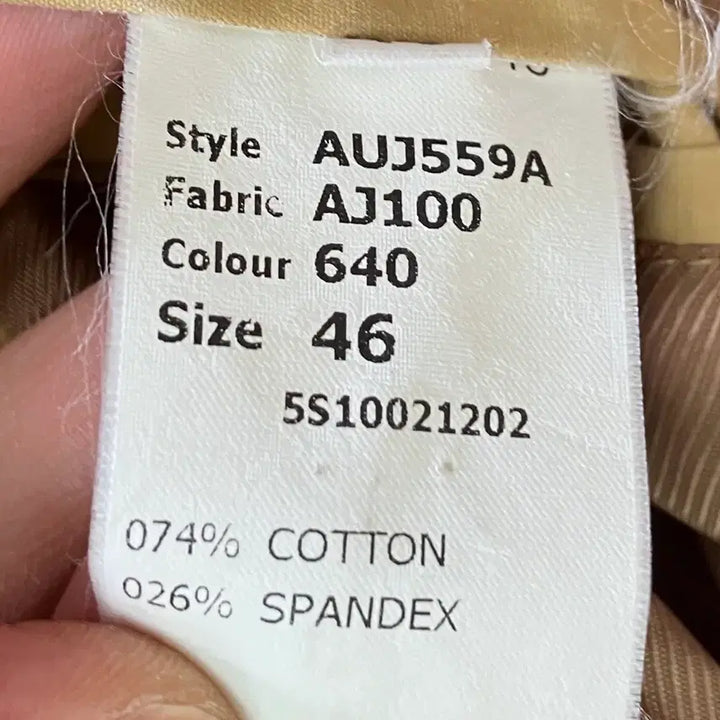 Style AUJ559A
Fabric AJ100
Colour 640
Size 46
5S10021202
074% COTTON
026% SPANDEX